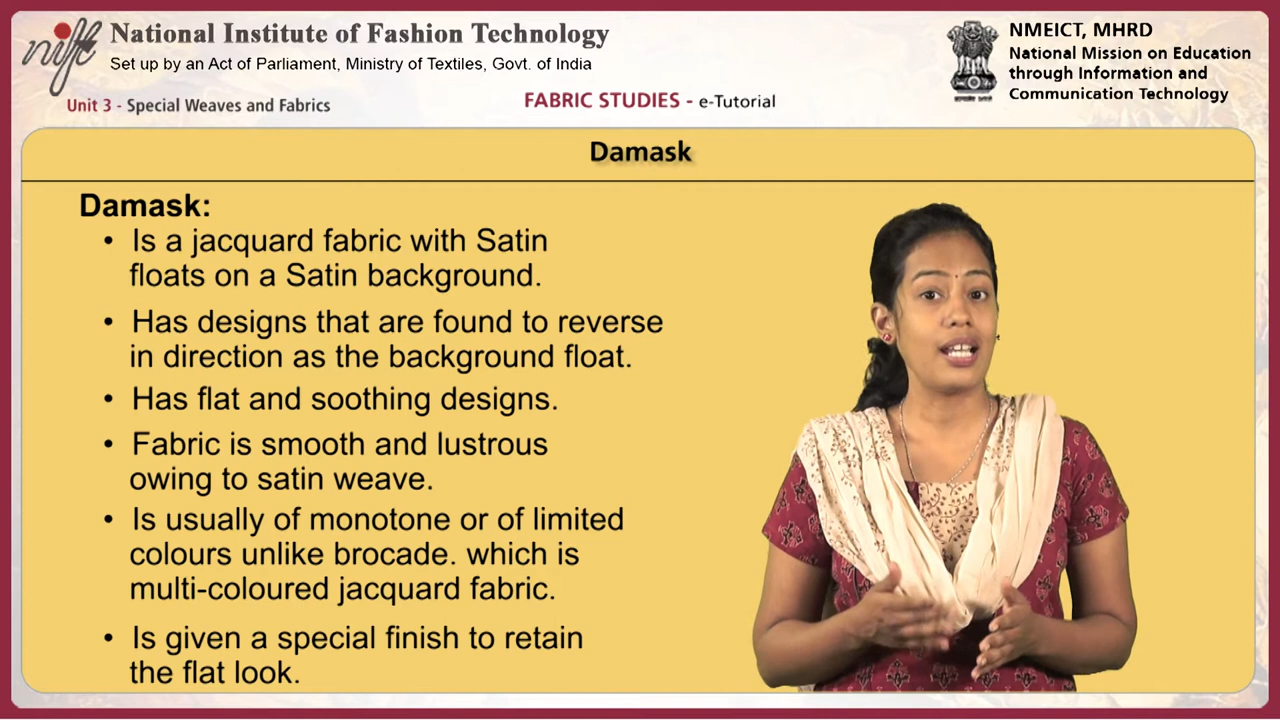 nift
National Institute of Fashion Technology
Set up by an Act of Parliament, Ministry of Textiles, Govt. of India
NMEICT, MHRD
National Mission on Education
through Information and
Communication Technology
Unit 3 - Special Weaves and Fabrics
FABRIC STUDIES - e-Tutorial
Damask
Damask:
• Is a jacquard fabric with Satin
floats on a Satin background.
• Has designs that are found to reverse
in direction as the background float.
• Has flat and soothing designs.
• Fabric is smooth and lustrous
owing to satin weave.
• Is usually of monotone or of limited
colours unlike brocade. which is
multi-coloured jacquard fabric.
• Is given a special finish to retain
the flat look.